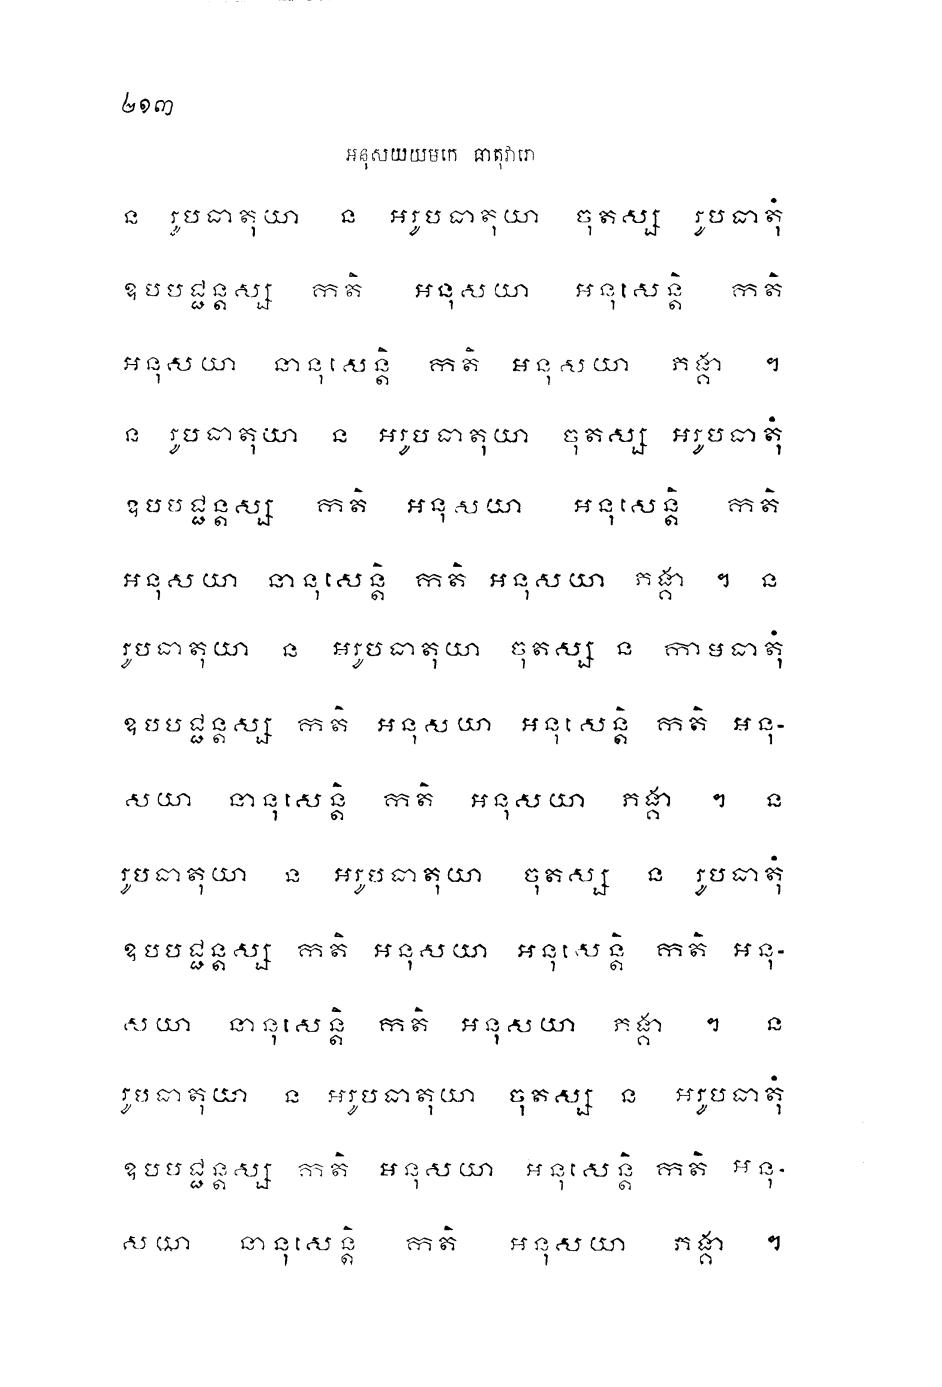 ២១៣
អនុសយយមកេ ធាតុវារោ
ន រូបធាតុយា ន អរូបធាតុយា ចុតស្ស រូបធាតុំ
ឧបបជ្ជន្តស្ស កតិ អនុសយា អនុសេន្តិ កតិ
អនុសយា នានុសេន្តិ កតិ អនុសយា ភង្គា ។
ន រូបធាតុយា ន អរូបធាតុយា ចុតស្ស អរូបធាតុំ
ឧបបជ្ជន្តស្ស កតិ អនុសយា អនុសេន្តិ កតិ
អនុសយា នានុសេន្តិ កតិ អនុសយា ភង្គា ។ ន
រូបធាតុយា ន អរូបធាតុយា ចុតស្ស ន កាមធាតុំ
ឧបបជ្ជន្តស្ស កតិ អនុសយា អនុសេន្តិ កតិ អនុ-
សយា នានុសេន្តិ កតិ អនុសយា ភង្គា ។ ន
រូបធាតុយា ន អរូបធាតុយា ចុតស្ស ន រូបធាតុំ
ឧបបជ្ជន្តស្ស កតិ អនុសយា អនុសេន្តិ កតិ អនុ-
សយា នានុសេន្តិ កតិ អនុសយា ភង្គា ។ ន
រូបធាតុយា ន អរូបធាតុយា ចុតស្ស ន អរូបធាតុំ
ឧបបជ្ជន្តស្ស កតិ អនុសយា អនុសេន្តិ កតិ អនុ-
សយា នានុសេន្តិ កតិ អនុសយា ភង្គា ។